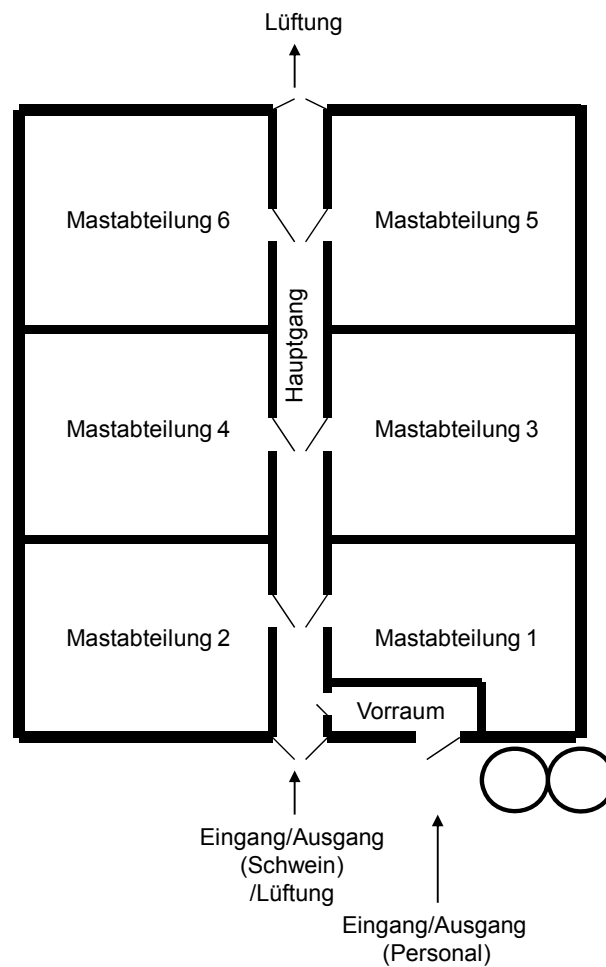 Lüftung
Mastabteilung 6
Mastabteilung 5
Hauptgang
Mastabteilung 4
Mastabteilung 3
Mastabteilung 2
Mastabteilung 1
Vorraum
Eingang/Ausgang
(Schwein)
/Lüftung
Eingang/Ausgang
(Personal)